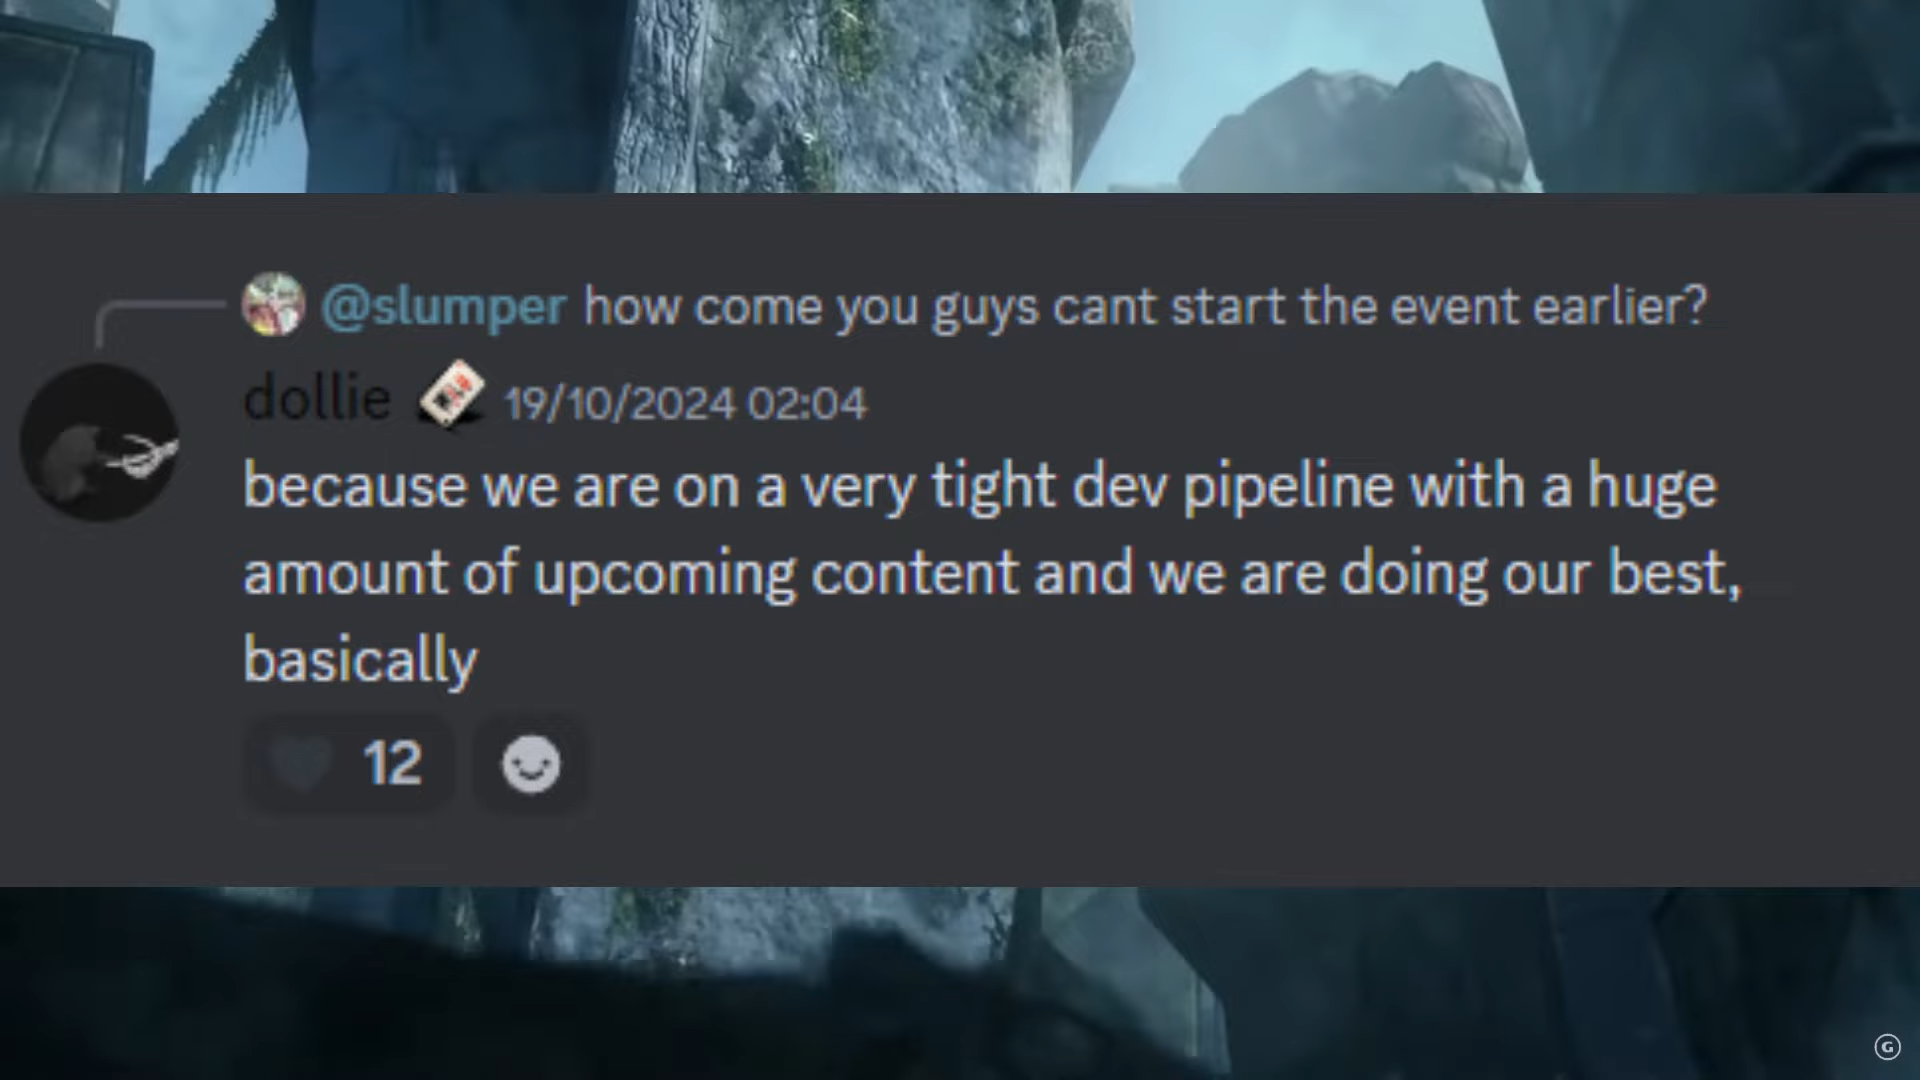 @slumper how come you guys cant start the event earlier?
dollie 19/10/2024 02:04
because we are on a very tight dev pipeline with a huge
amount of upcoming content and we are doing our best,
basically
12
G